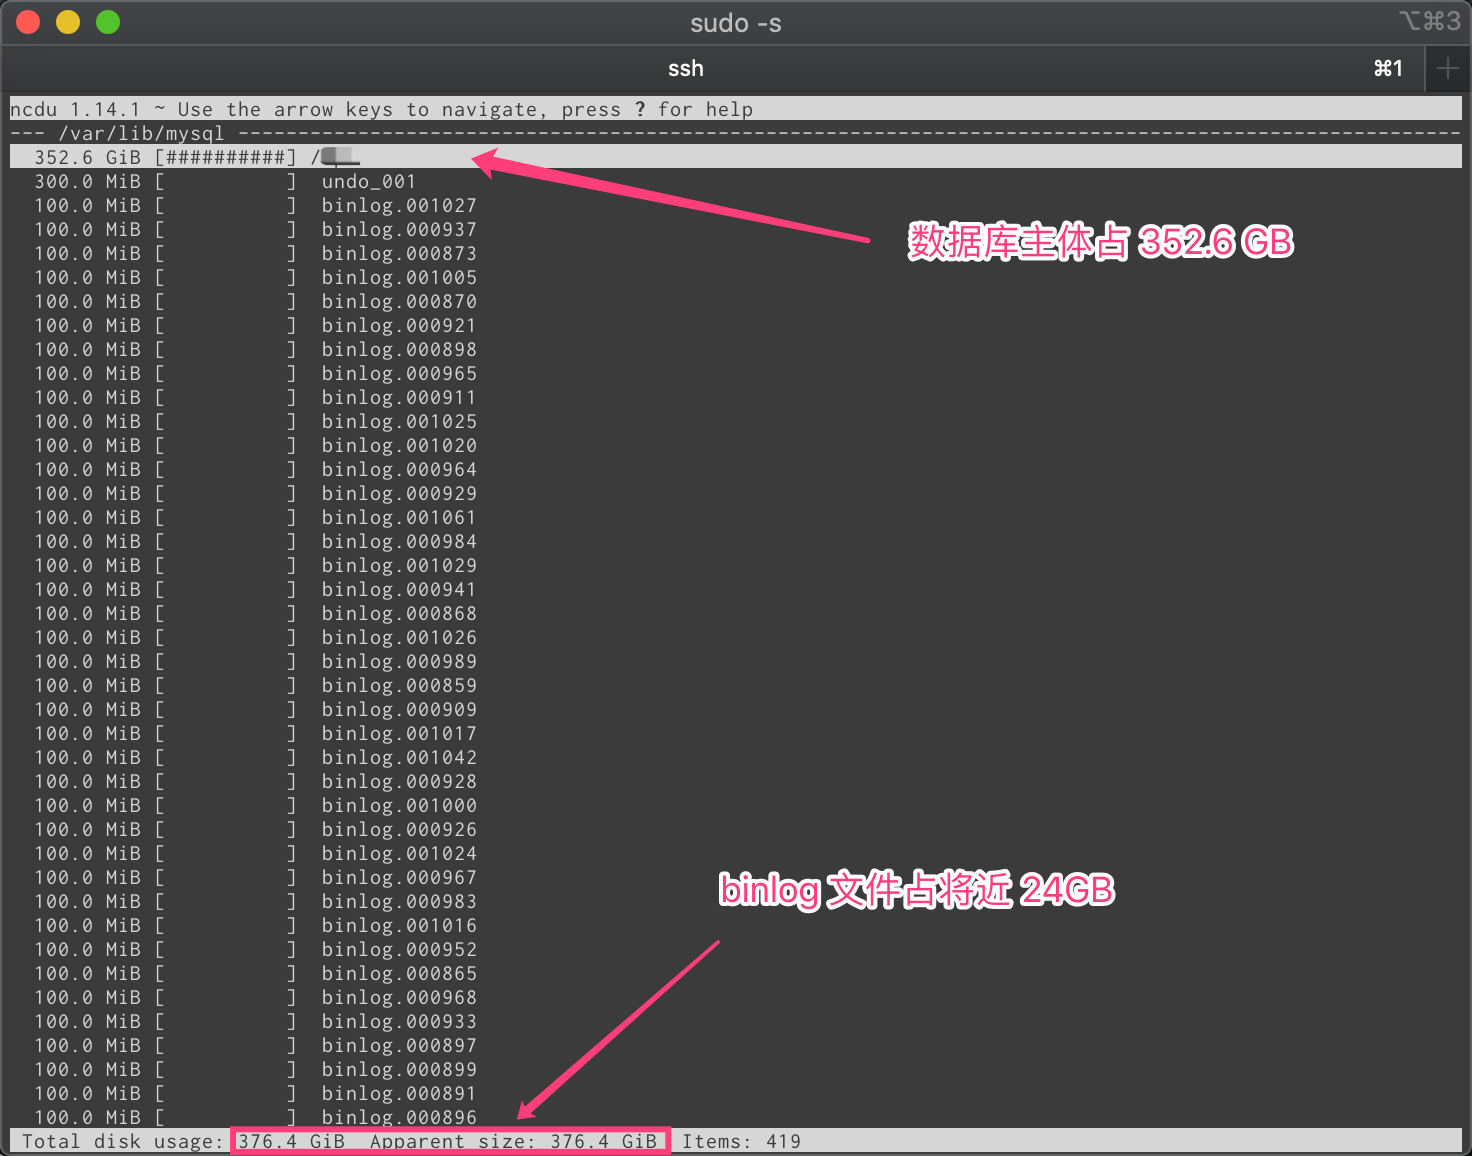 sudo -s
⌥⌘3
ssh
⌘1
ncdu 1.14.1 ~ Use the arrow keys to navigate, press ? for help
--- /var/lib/mysql ------------------------------------------------------------------------------------------------------
352.6 GiB [##########] /
300.0 MiB [          ]  undo_001
100.0 MiB [          ]  binlog.001027
100.0 MiB [          ]  binlog.000937
数据库主体占 352.6 GB
100.0 MiB [          ]  binlog.000873
100.0 MiB [          ]  binlog.001005
100.0 MiB [          ]  binlog.000870
100.0 MiB [          ]  binlog.000921
100.0 MiB [          ]  binlog.000898
100.0 MiB [          ]  binlog.000965
100.0 MiB [          ]  binlog.000911
100.0 MiB [          ]  binlog.001025
100.0 MiB [          ]  binlog.001020
100.0 MiB [          ]  binlog.000964
100.0 MiB [          ]  binlog.000929
100.0 MiB [          ]  binlog.001061
100.0 MiB [          ]  binlog.000984
100.0 MiB [          ]  binlog.001029
100.0 MiB [          ]  binlog.000941
100.0 MiB [          ]  binlog.000868
100.0 MiB [          ]  binlog.001026
100.0 MiB [          ]  binlog.000989
100.0 MiB [          ]  binlog.000859
100.0 MiB [          ]  binlog.000909
100.0 MiB [          ]  binlog.001017
100.0 MiB [          ]  binlog.001042
100.0 MiB [          ]  binlog.000928
100.0 MiB [          ]  binlog.001000
100.0 MiB [          ]  binlog.000926
100.0 MiB [          ]  binlog.001024
100.0 MiB [          ]  binlog.000967
binlog 文件占将近 24GB
100.0 MiB [          ]  binlog.000983
100.0 MiB [          ]  binlog.001016
100.0 MiB [          ]  binlog.000952
100.0 MiB [          ]  binlog.000865
100.0 MiB [          ]  binlog.000968
100.0 MiB [          ]  binlog.000933
100.0 MiB [          ]  binlog.000897
100.0 MiB [          ]  binlog.000899
100.0 MiB [          ]  binlog.000891
100.0 MiB [          ]  binlog.000896
Total disk usage: 376.4 GiB  Apparent size: 376.4 GiB  Items: 419